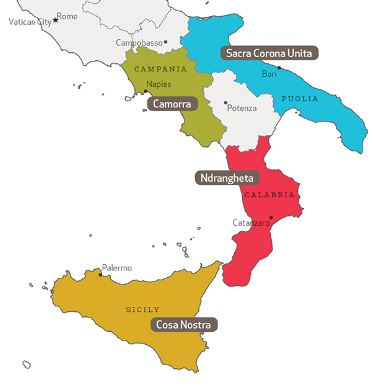 Rome
Vatican City
Campobasso
Sacra Corona Unita
CAMPANIA
Bari
Naples
Camorra
PUGLIA
Potenza
Ndrangheta
CALABRIA
Catanzaro
Palermo
SICILY
Cosa Nostra